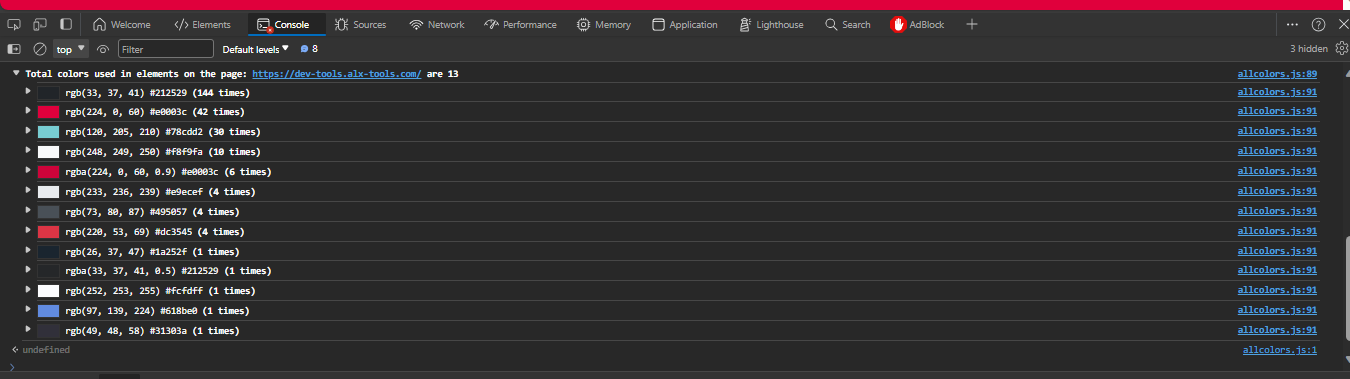 Welcome Elements Console Sources Network Performance Memory Application Lighthouse Search AdBlock
top Filter Default levels 8 3 hidden
Total colors used in elements on the page: https://dev-tools.alx-tools.com/ are 13 allcolors.js:89
rgb(33, 37, 41) #212529 (144 times) allcolors.js:91
rgb(224, 0, 60) #e0003c (42 times) allcolors.js:91
rgb(120, 205, 210) #78cdd2 (30 times) allcolors.js:91
rgb(248, 249, 250) #f8f9fa (10 times) allcolors.js:91
rgba(224, 0, 60, 0.9) #e0003c (6 times) allcolors.js:91
rgb(233, 236, 239) #e9ecef (4 times) allcolors.js:91
rgb(73, 80, 87) #495057 (4 times) allcolors.js:91
rgb(220, 53, 69) #dc3545 (4 times) allcolors.js:91
rgb(26, 37, 47) #1a252f (1 times) allcolors.js:91
rgba(33, 37, 41, 0.5) #212529 (1 times) allcolors.js:91
rgb(252, 253, 255) #fcfdff (1 times) allcolors.js:91
rgb(97, 139, 224) #618be0 (1 times) allcolors.js:91
rgb(49, 48, 58) #31303a (1 times) allcolors.js:91
undefined allcolors.js:1